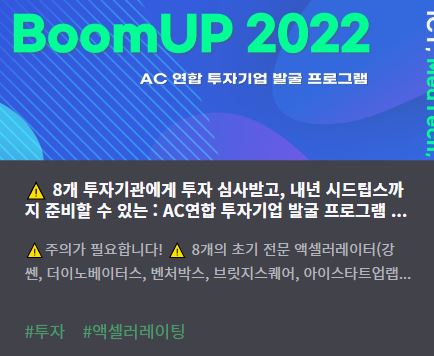 BoomUP 2022
AC 연합 투자기업 발굴 프로그램
ICT, MedTech,
⚠ 8개 투자기관에게 투자 심사받고, 내년 시드팁스까
지 준비할 수 있는 : AC연합 투자기업 발굴 프로그램 ...
⚠주의가 필요합니다! ⚠ 8개의 초기 전문 액셀러레이터(강
쎈, 더이노베이터스, 벤처박스, 브릿지스퀘어, 아이스타트업랩...
#투자 #액셀러레이팅